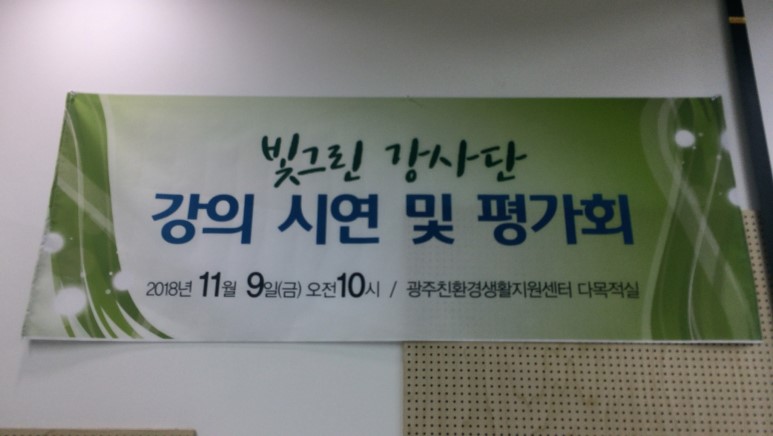 빛그린 강사단
강의 시연 및 평가회
2018년 11월 9일(금) 오전10시 / 광주친환경생활지원센터 다목적실